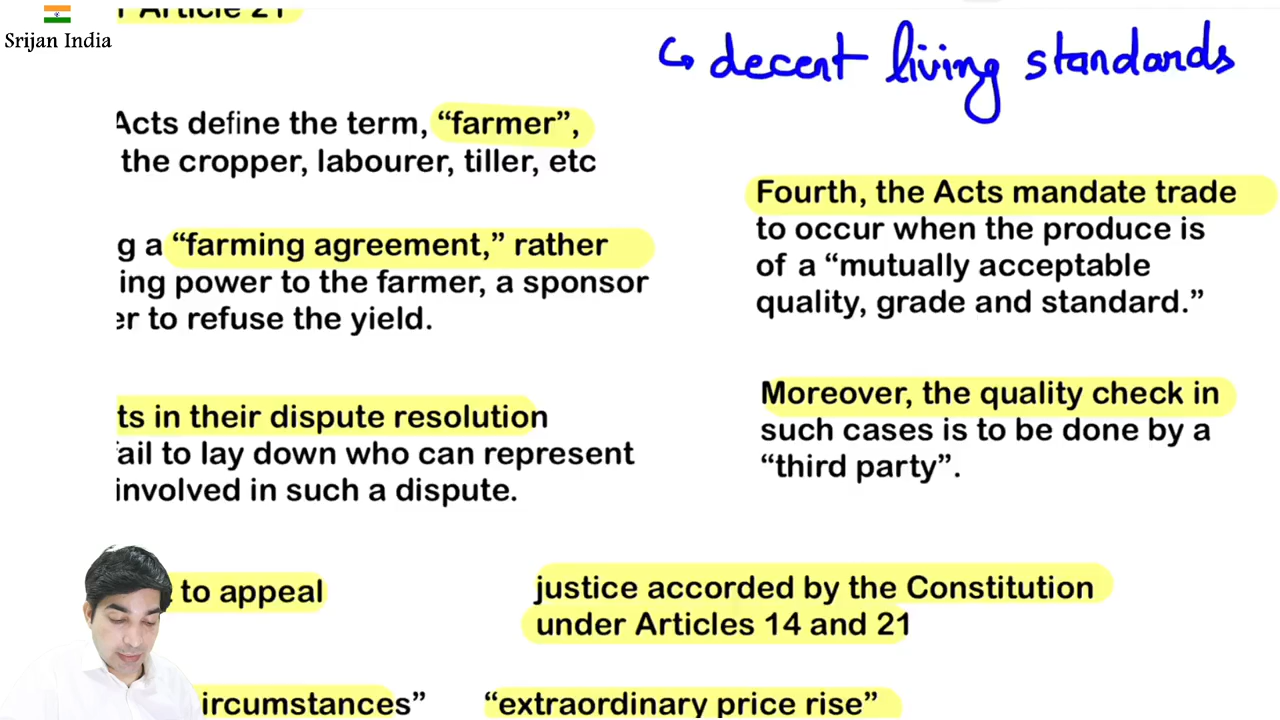 r Article 21
Srijan India
↳ decent living standards
Acts define the term, “farmer”,
the cropper, labourer, tiller, etc
Fourth, the Acts mandate trade
to occur when the produce is
of a “mutually acceptable
quality, grade and standard.”
g a “farming agreement,” rather
ing power to the farmer, a sponsor
er to refuse the yield.
Moreover, the quality check in
such cases is to be done by a
“third party”.
ts in their dispute resolution
fail to lay down who can represent
involved in such a dispute.
to appeal
justice accorded by the Constitution
under Articles 14 and 21
ircumstances”
“extraordinary price rise”